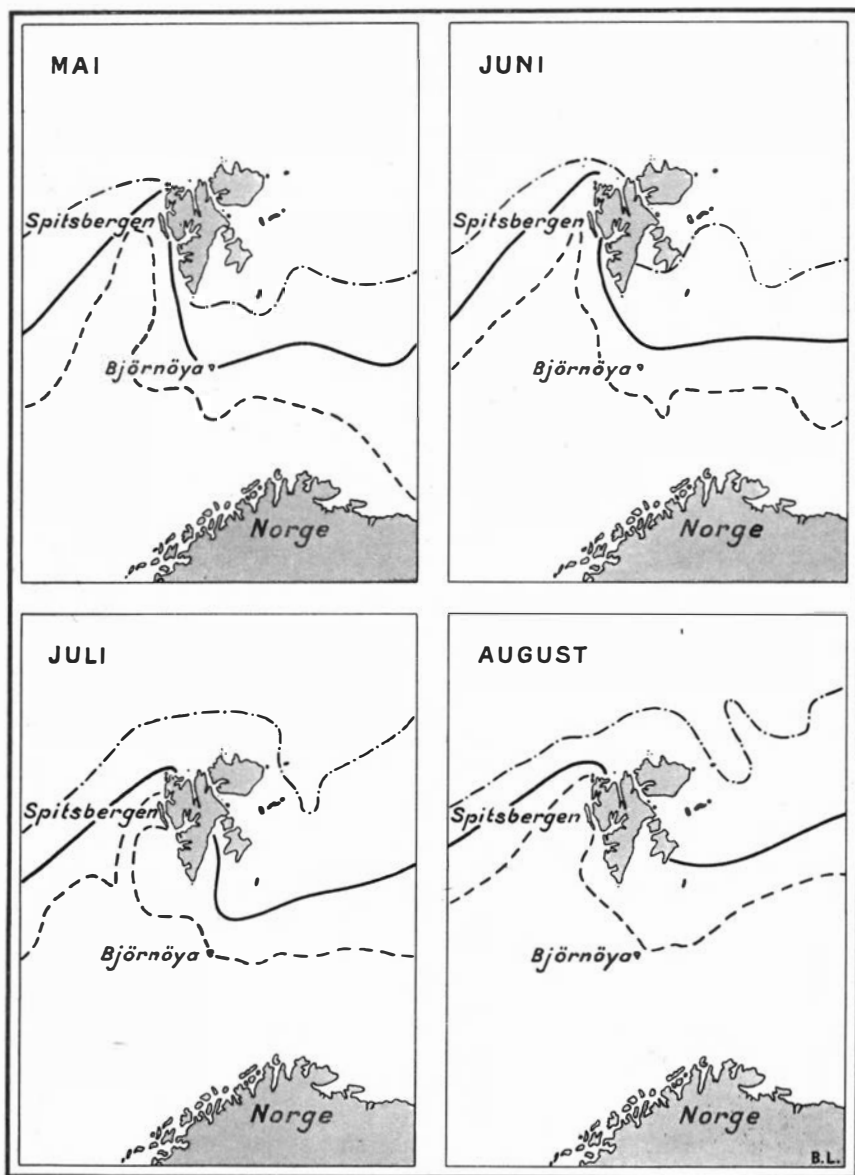 MAI
Spitsbergen
Björnöya
Norge
JUNI
Spitsbergen
Björnöya
Norge
JULI
Spitsbergen
Björnöya
Norge
AUGUST
Spitsbergen
Björnöya
Norge
B.L.